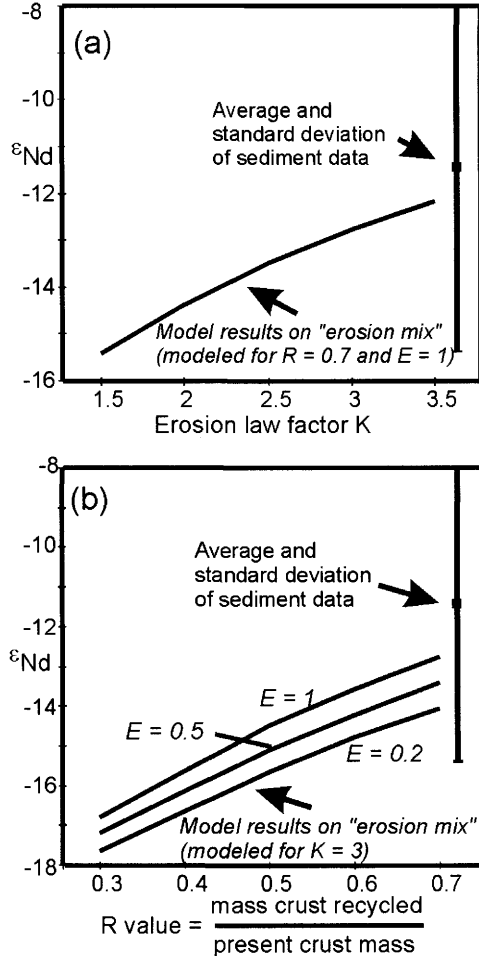 -8
(a)
-10
Average and
standard deviation
of sediment data
εNd
-12
-14
Model results on "erosion mix"
(modeled for R = 0.7 and E = 1)
-16
1.5 2 2.5 3 3.5
Erosion law factor K
-8
(b)
-10
Average and
standard deviation
of sediment data
-12
εNd
E = 1
-14
E = 0.5
E = 0.2
-16
Model results on "erosion mix"
(modeled for K = 3)
-18
0.3 0.4 0.5 0.6 0.7
R value = mass crust recycled
present crust mass